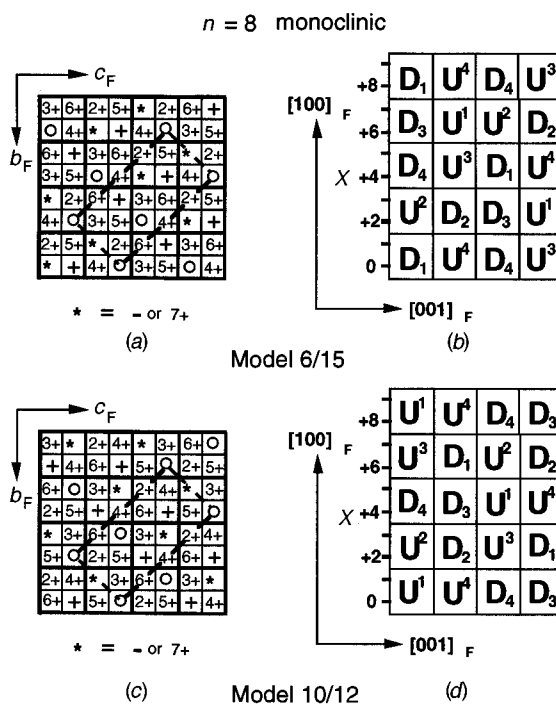 n = 8 monoclinic
c F
b F
3+ 6+ 2+ 5+ * 2+ 6+ +
O 4+ * + 4+ O 3+ 5+
6+ + 3+ 6+ 2+ 5+ * 2+
3+ 5+ O 4+ * + 4+ O
* 2+ 6+ + 3+ 6+ 2+ 5+
4+ O 3+ 5+ O 4+ * +
2+ 5+ * 2+ 6+ + 3+ 6+
* + 4+ O 3+ 5+ O 4+
* = - or 7+
(a)
[100] F
X
+8 D1 U4 D4 U3
+6 D3 U1 U2 D2
+4 D4 U3 D1 U4
+2 U2 D2 D3 U1
0 D1 U4 D4 U3
[001] F
(b)
Model 6/15
c F
b F
3+ * 2+ 4+ * 3+ 6+ O
+ 4+ 6+ + 5+ O 2+ 5+
6+ O 3+ * 2+ 4+ * 3+
2+ 5+ + 4+ 6+ + 5+ O
* 3+ 6+ O 3+ * 2+ 4+
5+ O 2+ 5+ + 4+ 6+ +
2+ 4+ * 3+ 6+ O 3+ *
6+ + 5+ O 2+ 5+ + 4+
* = - or 7+
(c)
[100] F
X
+8 U1 U4 D4 D3
+6 U3 D1 U2 D2
+4 D4 D3 U1 U4
+2 U2 D2 U3 D1
0 U1 U4 D4 D3
[001] F
(d)
Model 10/12